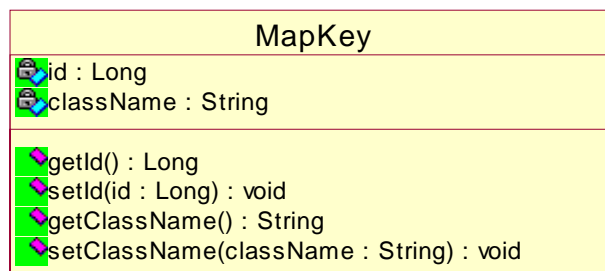 MapKey
id : Long
className : String
getId() : Long
setId(id : Long) : void
getClassName() : String
setClassName(className : String) : void